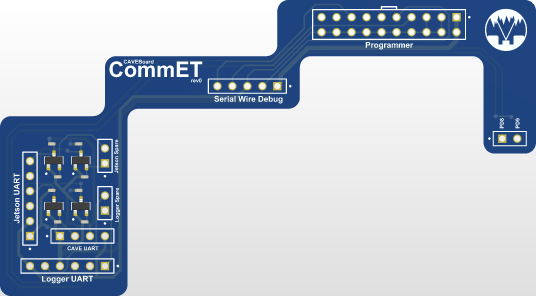 Programmer
CAVEBoard
CommET
rev6
Serial Wire Debug
PD5
PD6
Jetson UART
Jetson Spare
Logger Spare
CAVE UART
Logger UART